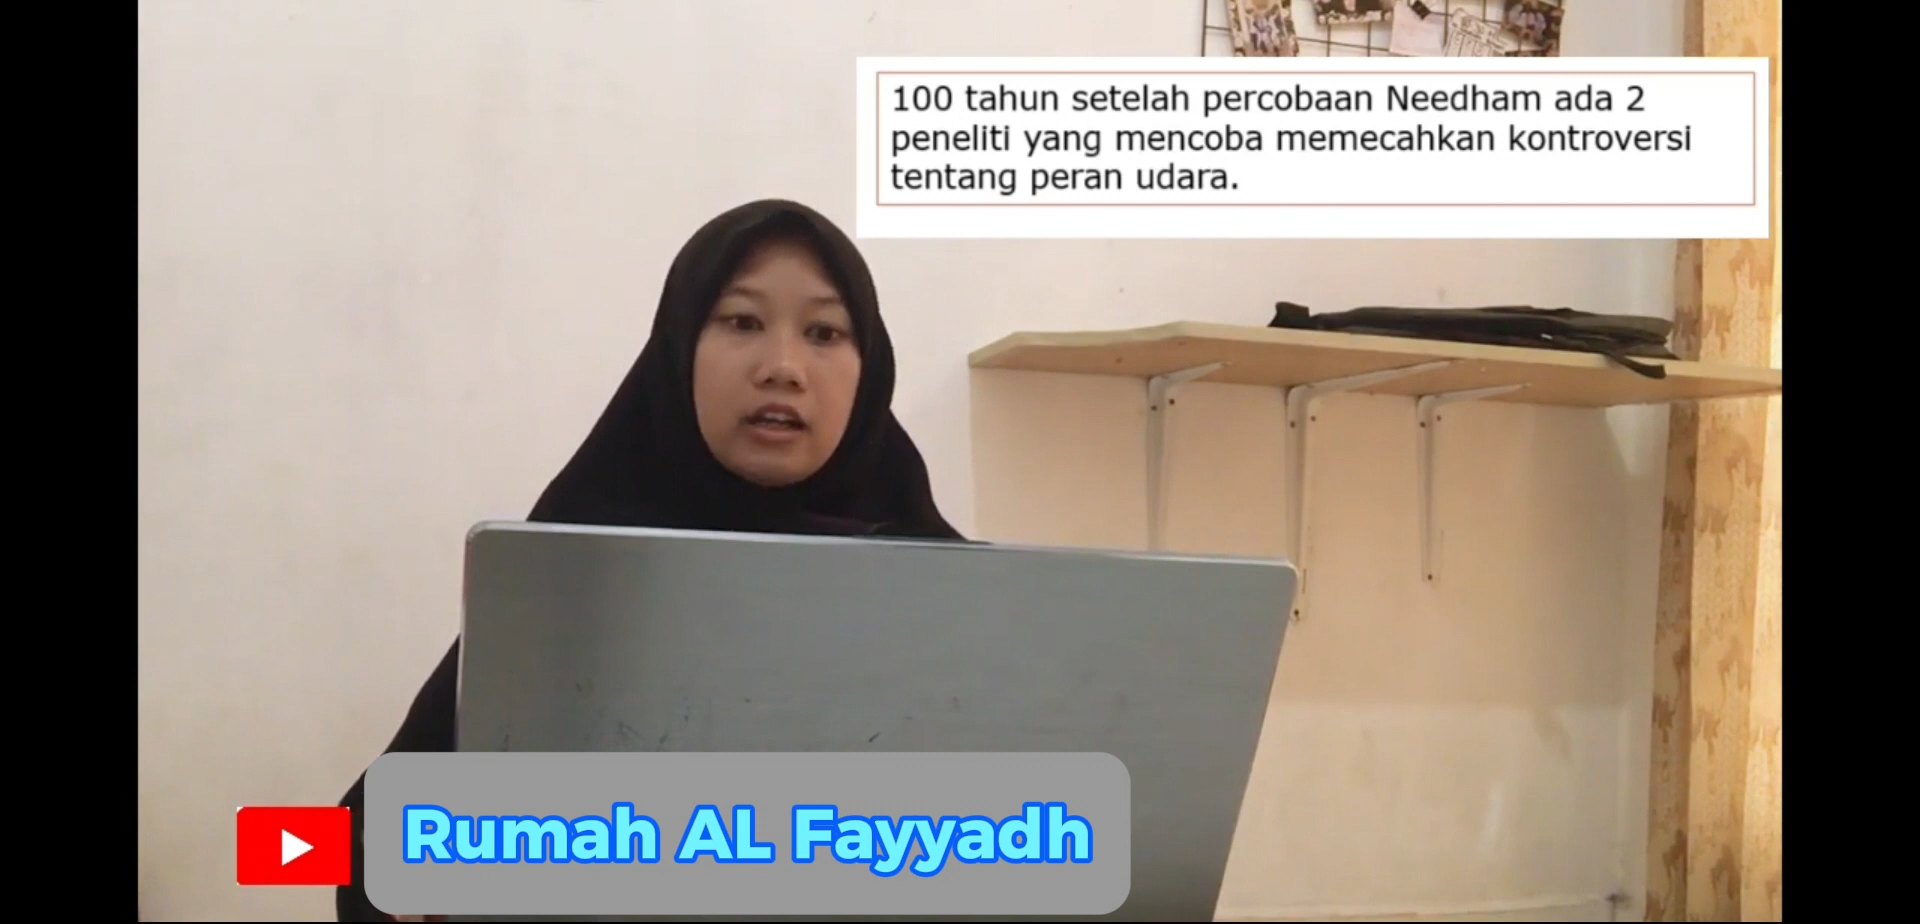 100 tahun setelah percobaan Needham ada 2
peneliti yang mencoba memecahkan kontroversi
tentang peran udara.
Rumah AL Fayyadh